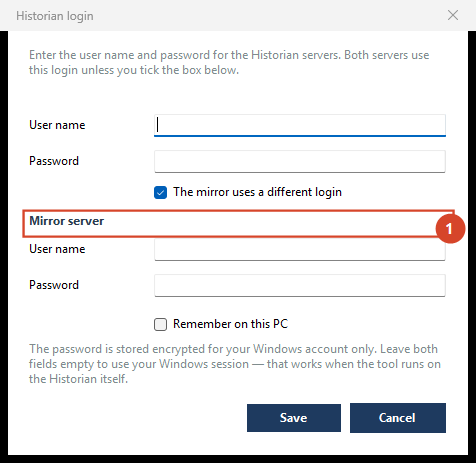 Historian login
Enter the user name and password for the Historian servers. Both servers use
this login unless you tick the box below.
User name
Password
The mirror uses a different login
Mirror server
1
User name
Password
Remember on this PC
The password is stored encrypted for your Windows account only. Leave both
fields empty to use your Windows session — that works when the tool runs on
the Historian itself.
Save
Cancel